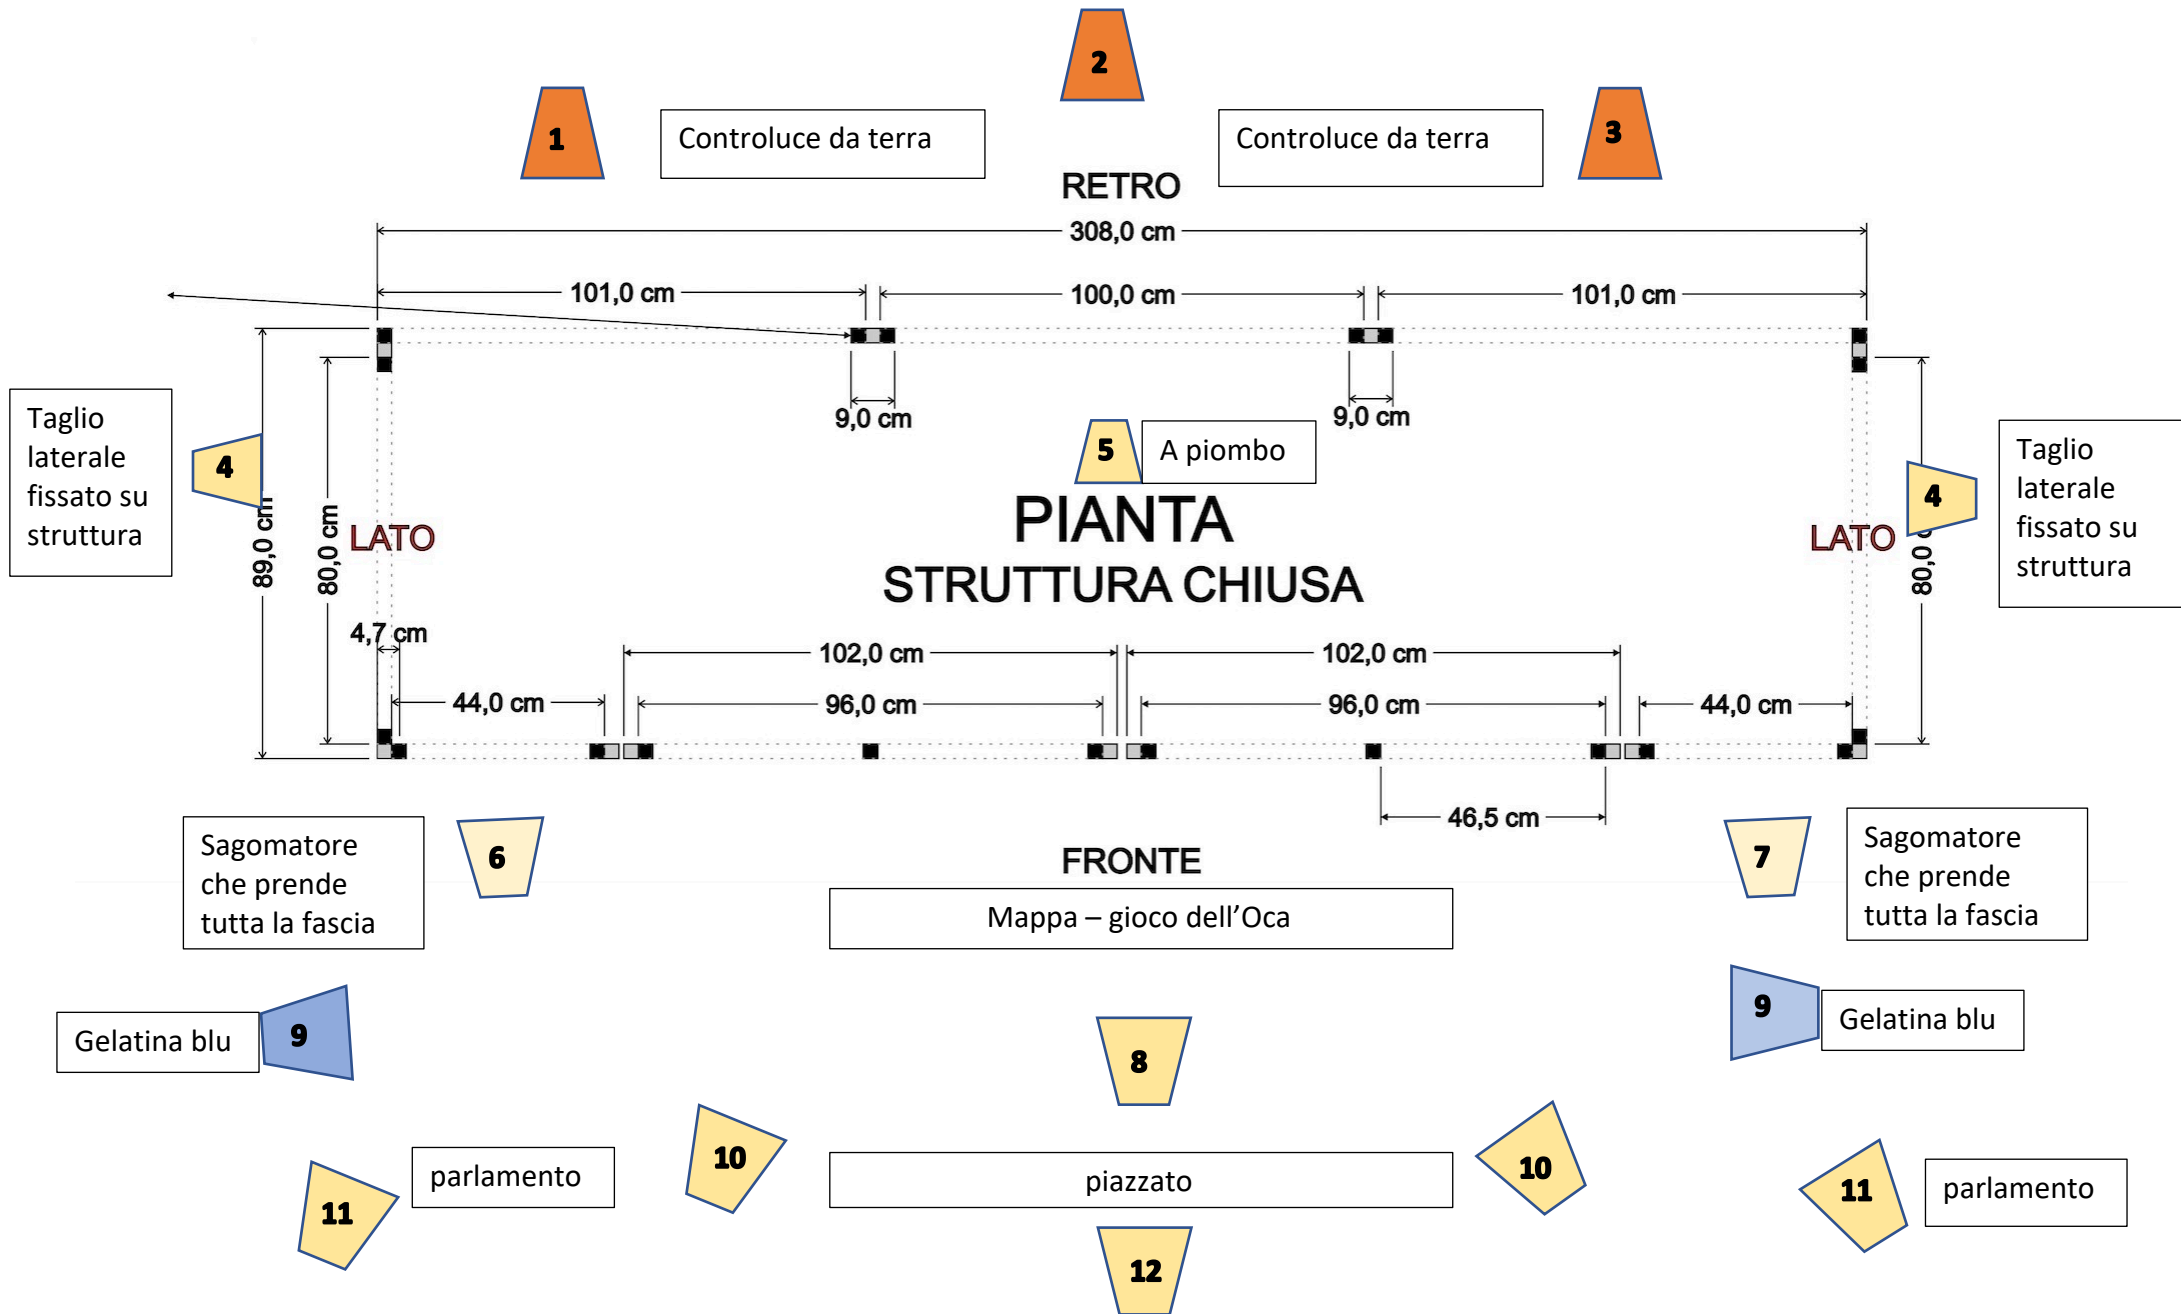 2
1
Controluce da terra
Controluce da terra
3
RETRO
308,0 cm
101,0 cm
100,0 cm
101,0 cm
9,0 cm
9,0 cm
Taglio
laterale
fissato su
struttura
4
5
A piombo
4
Taglio
laterale
fissato su
struttura
89,0 cm
80,0 cm
LATO
PIANTA
STRUTTURA CHIUSA
LATO
80,0 c
4,7 cm
102,0 cm
102,0 cm
44,0 cm
96,0 cm
96,0 cm
44,0 cm
46,5 cm
Sagomatore
che prende
tutta la fascia
6
FRONTE
7
Sagomatore
che prende
tutta la fascia
Mappa – gioco dell’Oca
Gelatina blu
9
9
Gelatina blu
8
parlamento
10
piazzato
10
11
parlamento
11
12